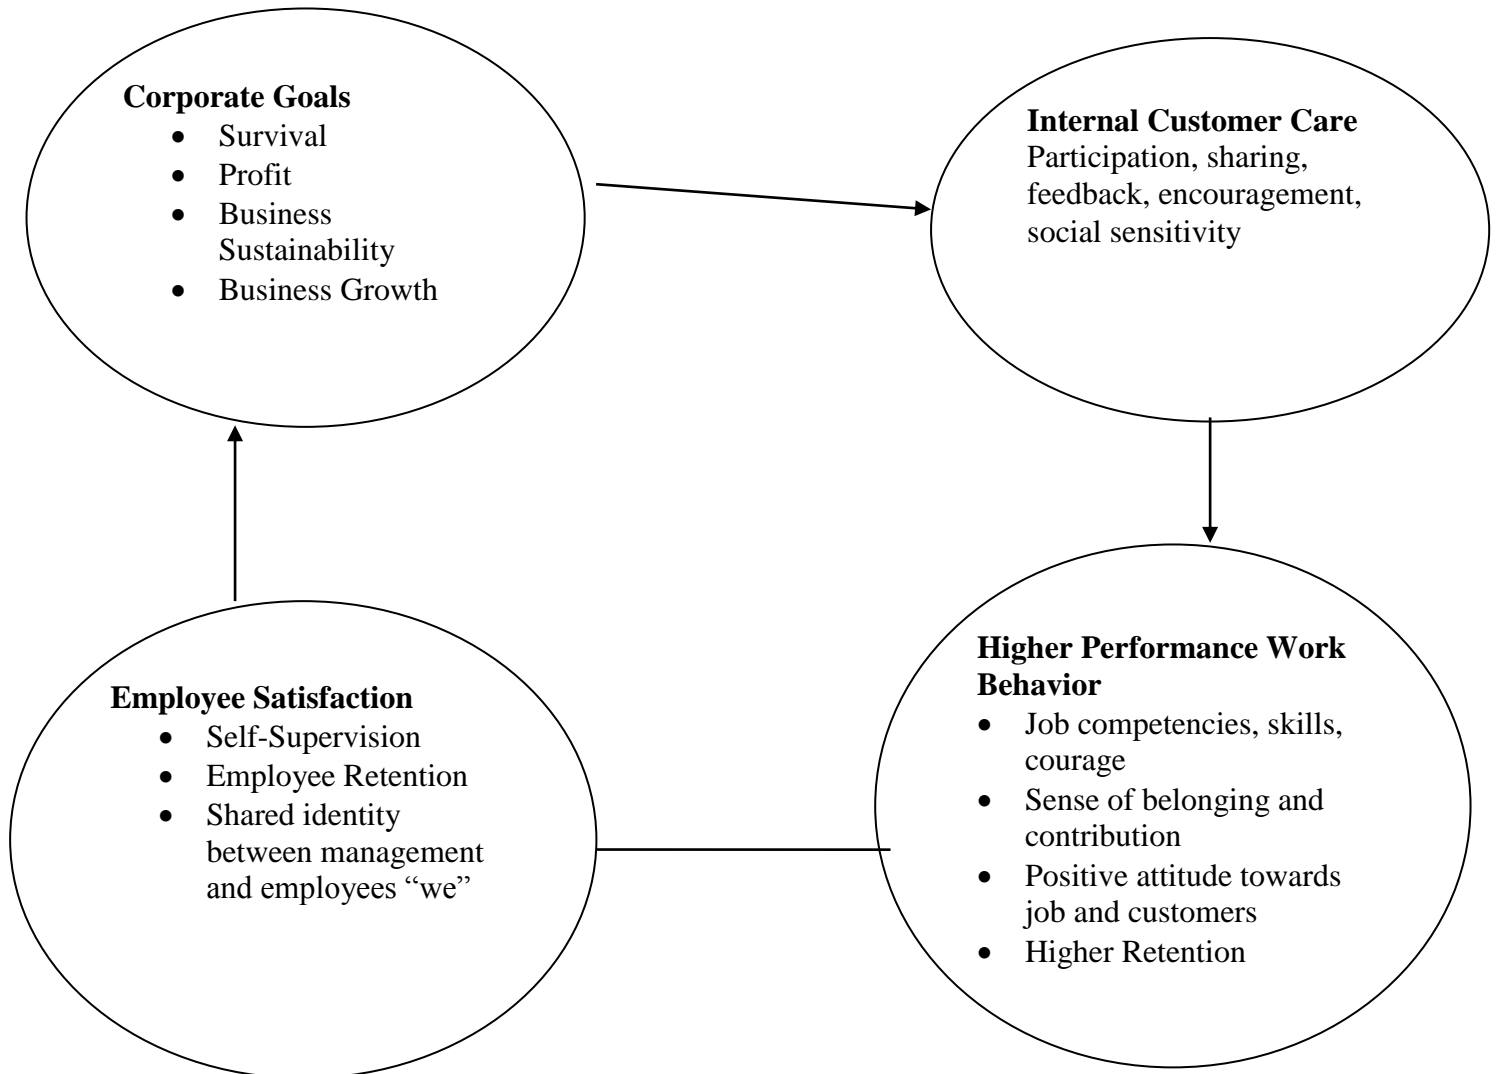 Corporate Goals
• Survival
• Profit
• Business
Sustainability
• Business Growth
Internal Customer Care
Participation, sharing,
feedback, encouragement,
social sensitivity
Employee Satisfaction
• Self-Supervision
• Employee Retention
• Shared identity
between management
and employees “we”
Higher Performance Work
Behavior
• Job competencies, skills,
courage
• Sense of belonging and
contribution
• Positive attitude towards
job and customers
• Higher Retention